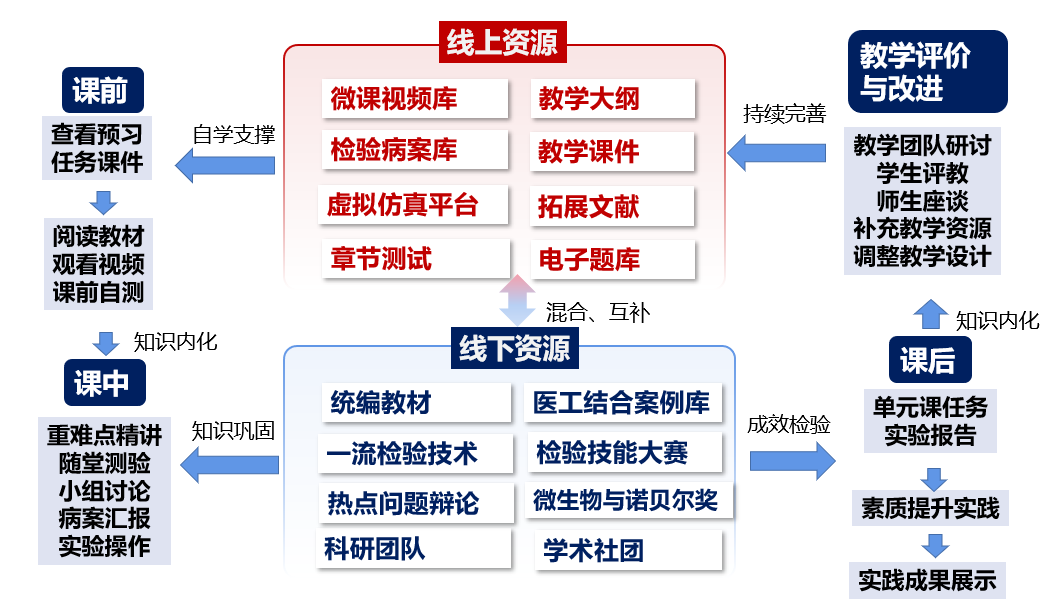 线上资源
微课视频库
教学大纲
检验病案库
教学课件
虚拟仿真平台
拓展文献
章节测试
电子题库
课前
查看预习
任务课件
阅读教材
观看视频
课前自测
自学支撑
知识内化
课中
重难点精讲
随堂测验
小组讨论
病案汇报
实验操作
知识巩固
混合、互补
线下资源
统编教材
医工结合案例库
一流检验技术
检验技能大赛
热点问题辩论
微生物与诺贝尔奖
科研团队
学术社团
成效检验
课后
单元课任务
实验报告
素质提升实践
实践成果展示
知识内化
教学评价
与改进
教学团队研讨
学生评教
师生座谈
补充教学资源
调整教学设计
持续完善